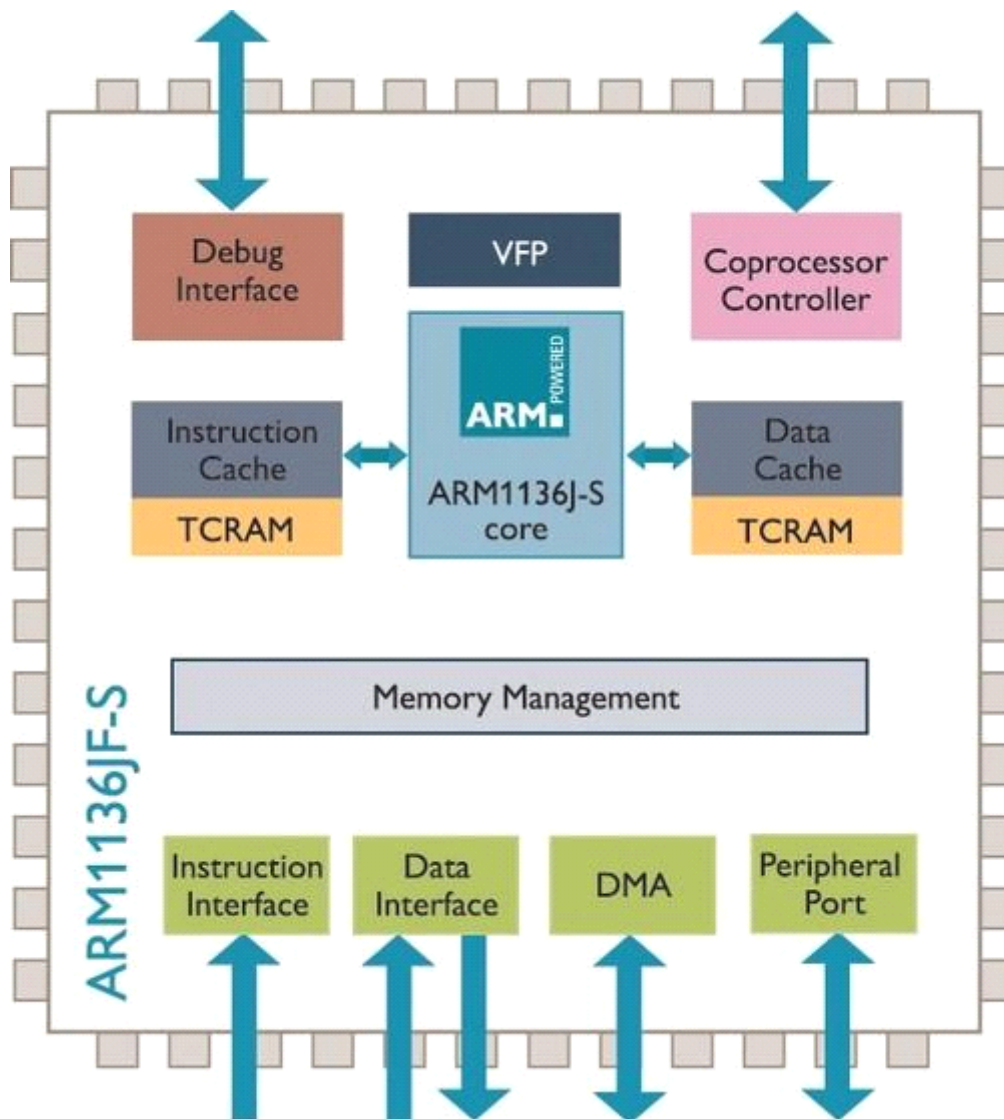 Debug
Interface
VFP
Coprocessor
Controller
Instruction
Cache
TCRAM
ARM
POWERED
ARM1136J-S
core
Data
Cache
TCRAM
Memory Management
ARM1136JF-S
Instruction
Interface
Data
Interface
DMA
Peripheral
Port